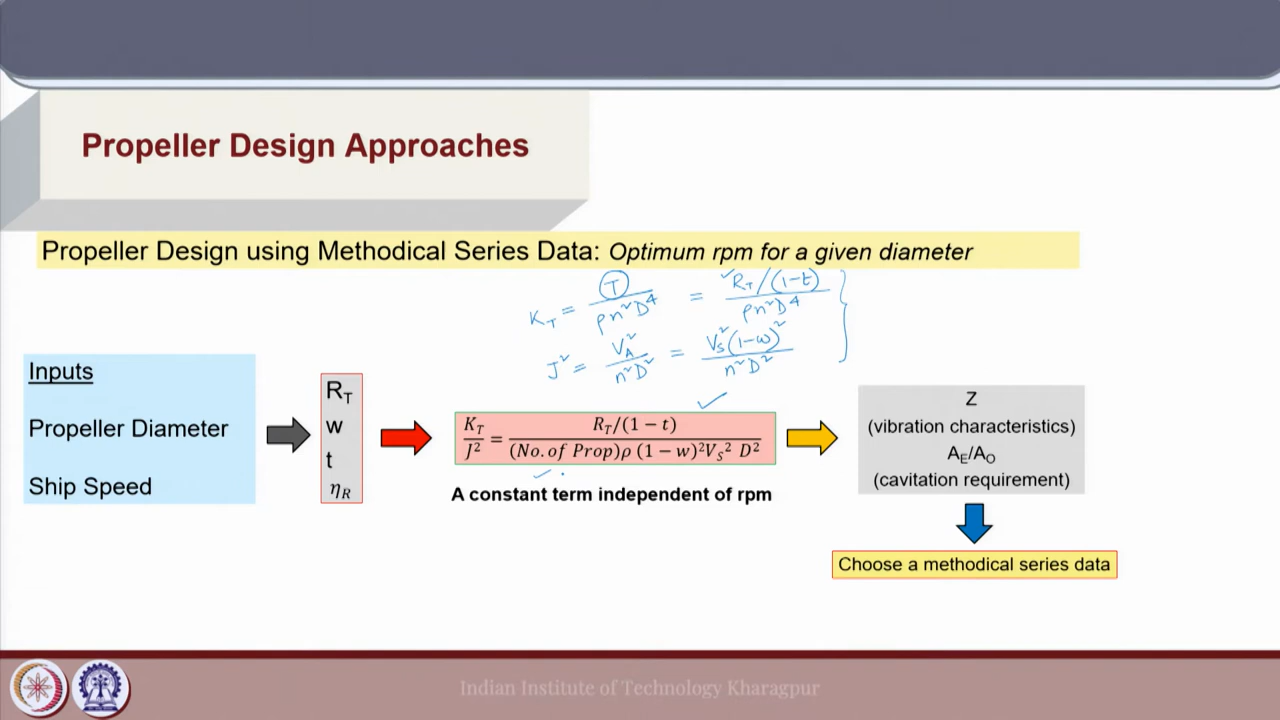 Propeller Design Approaches
Propeller Design using Methodical Series Data: Optimum rpm for a given diameter
K_T = T / ρn²D⁴ = R_T/(1-t) / ρn²D⁴
J² = V_A² / n²D² = V_S²(1-w)² / n²D²
Inputs
Propeller Diameter
Ship Speed
R_T
w
t
η_R
K_T / J² = R_T/(1 − t) / (No. of Prop)ρ (1 − w)²V_S² D²
A constant term independent of rpm
Z
(vibration characteristics)
A_E/A_O
(cavitation requirement)
Choose a methodical series data
Indian Institute of Technology Kharagpur